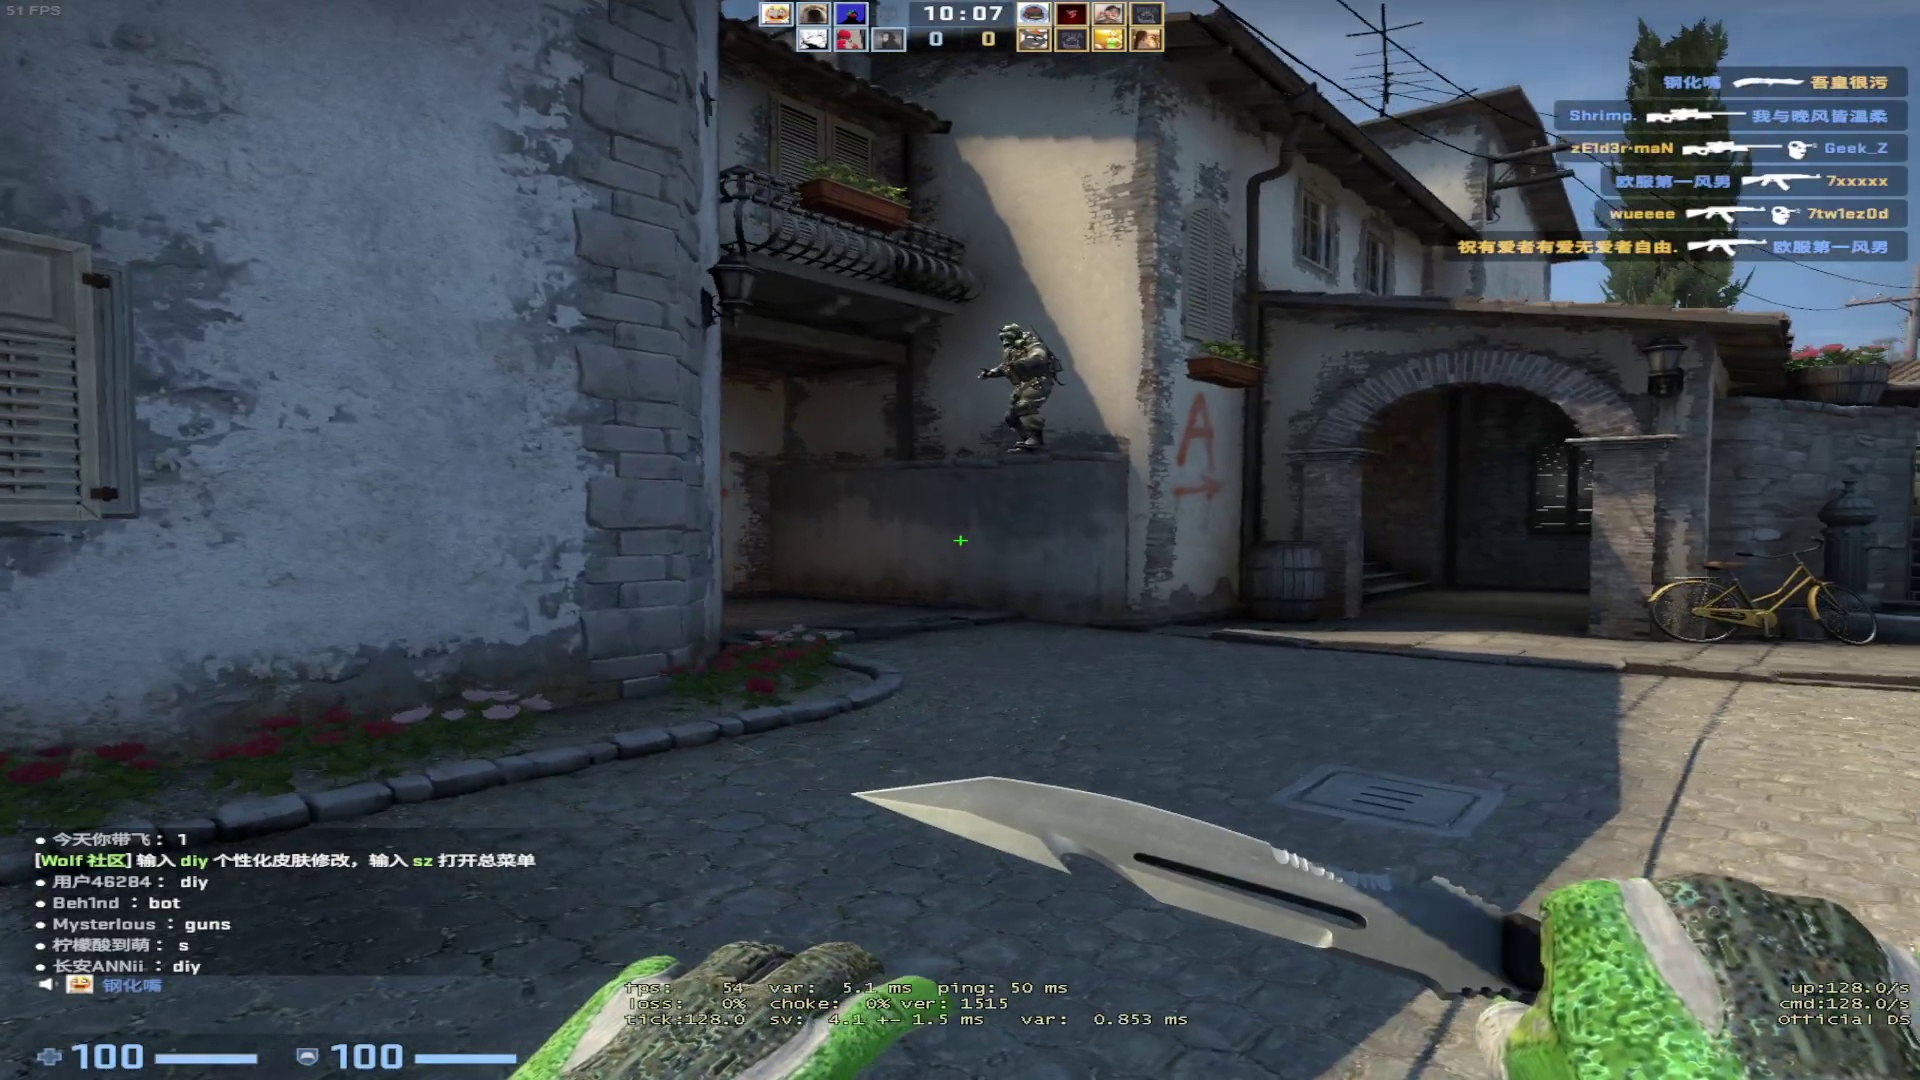 51 FPS
10:07
0 0
钢化嘴 吾皇很污
Shrimp. 我与晚风皆温柔
zE1d3r·maN Geek_Z
欧服第一风男 7xxxxx
wueeee 7tw1ez0d
祝有爱者有爱无爱者自由. 欧服第一风男
A
今天你带飞： 1
[Wolf 社区] 输入 diy 个性化皮肤修改，输入 sz 打开总菜单
用户46284： diy
Beh1nd ： bot
Mysterlous ： guns
柠檬酸到萌： s
长安ANNii ： diy
钢化嘴
fps: 54 var: 5.1 ms ping: 50 ms
loss: 0% choke: 0% ver: 1515
tick:128.0 sv: 4.1 +- 1.5 ms var: 0.853 ms
up:128.0/s
cmd:128.0/s
Official DS
100 100